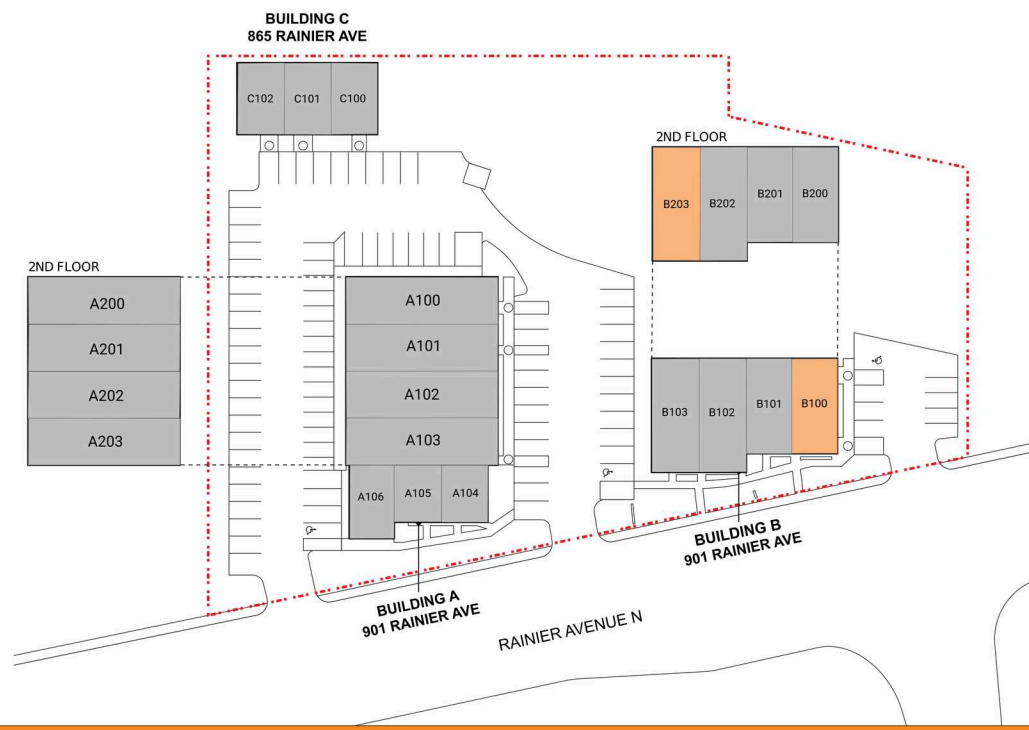 BUILDING C
865 RAINIER AVE
C102
C101
C100
2ND FLOOR
B203
B202
B201
B200
2ND FLOOR
A200
A201
A202
A203
A100
A101
A102
A103
A106
A105
A104
B103
B102
B101
B100
BUILDING B
901 RAINIER AVE
BUILDING A
901 RAINIER AVE
RAINIER AVENUE N